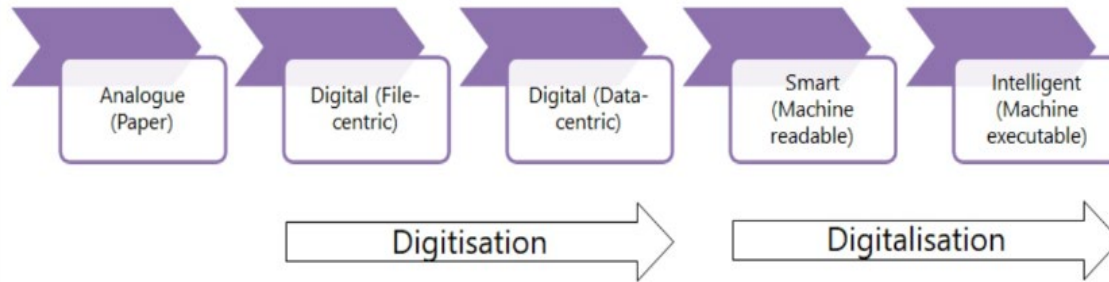 Analogue
(Paper)
Digital (File-
centric)
Digital (Data-
centric)
Smart
(Machine
readable)
Intelligent
(Machine
executable)
Digitisation
Digitalisation